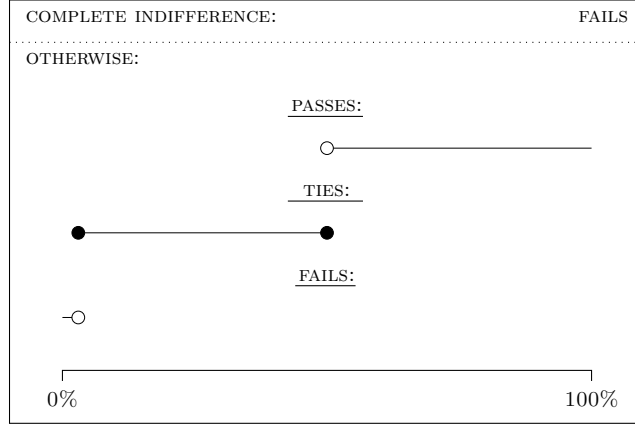 COMPLETE INDIFFERENCE: FAILS
OTHERWISE:
PASSES:
TIES:
FAILS:
0% 100%